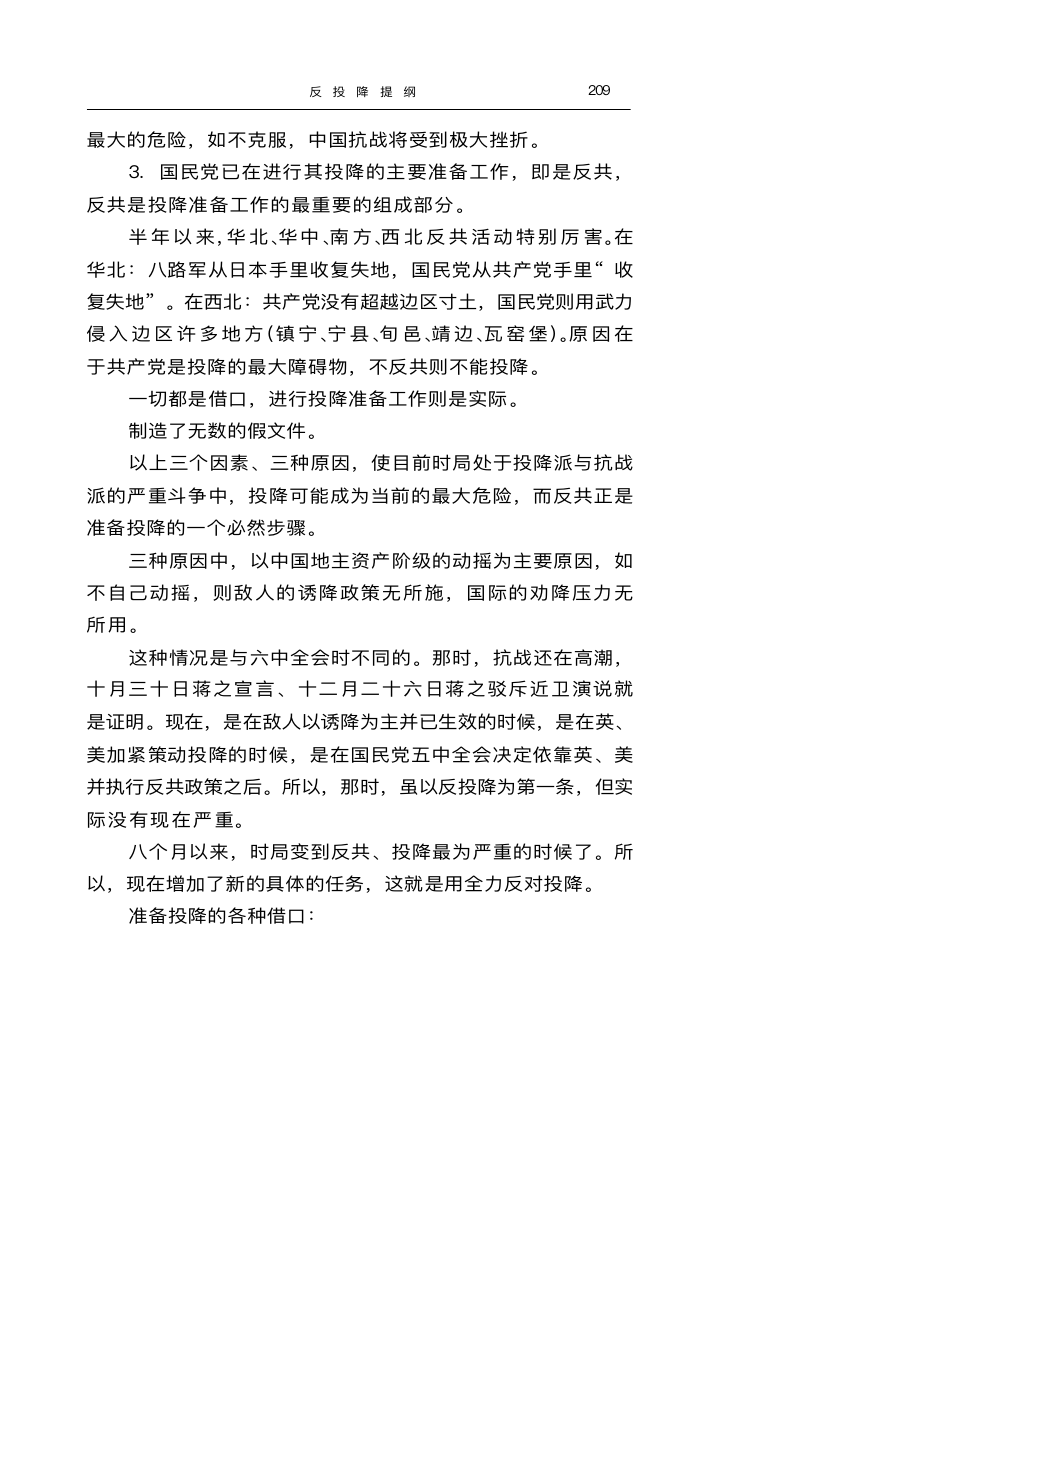 反投降提纲 209
最大的危险，如不克服，中国抗战将受到极大挫折。
3. 国民党已在进行其投降的主要准备工作，即是反共，
反共是投降准备工作的最重要的组成部分。
半年以来，华北、华中、南方、西北反共活动特别厉害。在
华北：八路军从日本手里收复失地，国民党从共产党手里“收
复失地”。在西北：共产党没有超越边区寸土，国民党则用武力
侵入边区许多地方（镇宁、宁县、旬邑、靖边、瓦窑堡）。原因在
于共产党是投降的最大障碍物，不反共则不能投降。
一切都是借口，进行投降准备工作则是实际。
制造了无数的假文件。
以上三个因素、三种原因，使目前时局处于投降派与抗战
派的严重斗争中，投降可能成为当前的最大危险，而反共正是
准备投降的一个必然步骤。
三种原因中，以中国地主资产阶级的动摇为主要原因，如
不自己动摇，则敌人的诱降政策无所施，国际的劝降压力无
所用。
这种情况是与六中全会时不同的。那时，抗战还在高潮，
十月三十日蒋之宣言、十二月二十六日蒋之驳斥近卫演说就
是证明。现在，是在敌人以诱降为主并已生效的时候，是在英、
美加紧策动投降的时候，是在国民党五中全会决定依靠英、美
并执行反共政策之后。所以，那时，虽以反投降为第一条，但实
际没有现在严重。
八个月以来，时局变到反共、投降最为严重的时候了。所
以，现在增加了新的具体的任务，这就是用全力反对投降。
准备投降的各种借口：